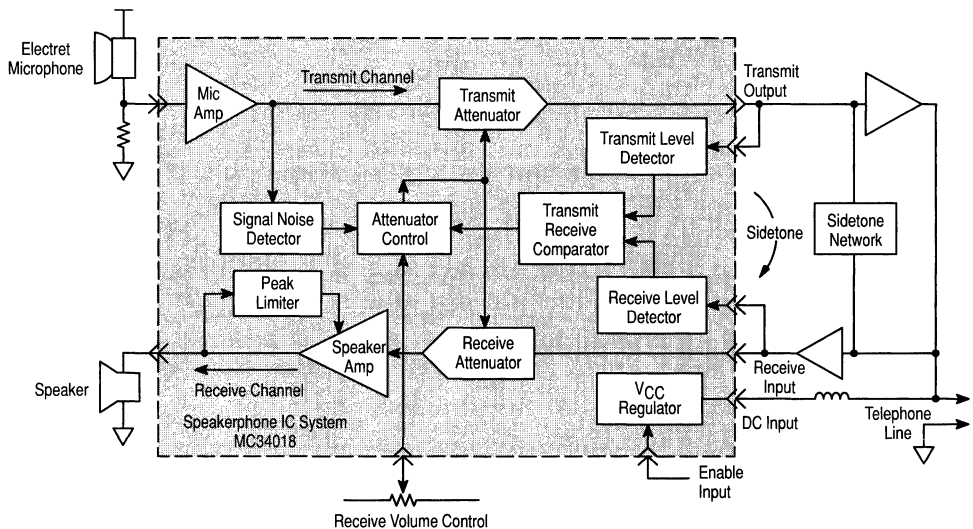 Electret
Microphone
Mic
Amp
Transmit Channel
Transmit
Attenuator
Transmit
Output
Transmit Level
Detector
Signal Noise
Detector
Attenuator
Control
Transmit
Receive
Comparator
Sidetone
Sidetone
Network
Peak
Limiter
Receive Level
Detector
Speaker
Amp
Receive
Attenuator
Speaker
Receive Channel
Receive
Input
VCC
Regulator
DC Input
Telephone
Line
Speakerphone IC System
MC34018
Enable
Input
Receive Volume Control